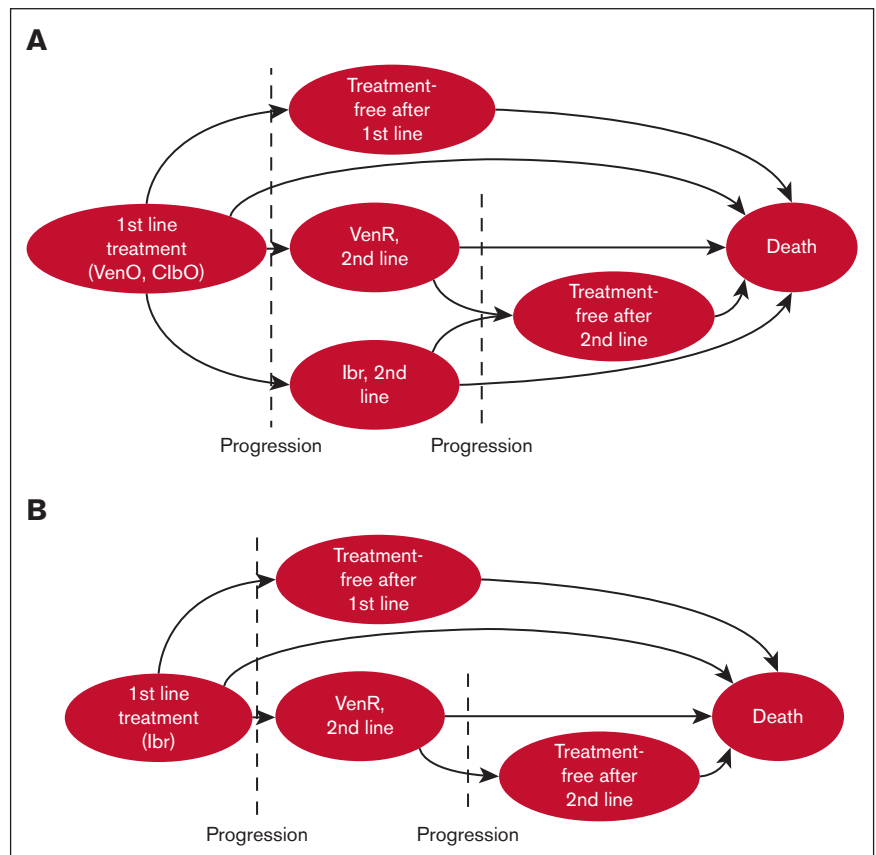 A
Treatment-
free after
1st line
1st line
treatment
(VenO, ClbO)
VenR,
2nd line
Death
Treatment-
free after
2nd line
Ibr, 2nd
line
Progression
Progression
B
Treatment-
free after
1st line
1st line
treatment
(Ibr)
VenR,
2nd line
Death
Treatment-
free after
2nd line
Progression
Progression